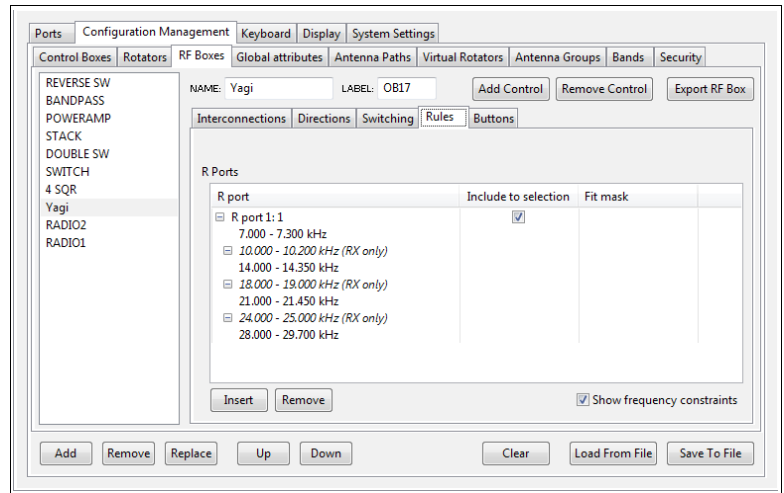 Ports Configuration Management Keyboard Display System Settings
Control Boxes Rotators RF Boxes Global attributes Antenna Paths Virtual Rotators Antenna Groups Bands Security
REVERSE SW
BANDPASS
POWERAMP
STACK
DOUBLE SW
SWITCH
4 SQR
Yagi
RADIO2
RADIO1
NAME: Yagi LABEL: OB17 Add Control Remove Control Export RF Box
Interconnections Directions Switching Rules Buttons
R Ports
R port Include to selection Fit mask
R port 1: 1
7.000 - 7.300 kHz
10.000 - 10.200 kHz (RX only)
14.000 - 14.350 kHz
18.000 - 19.000 kHz (RX only)
21.000 - 21.450 kHz
24.000 - 25.000 kHz (RX only)
28.000 - 29.700 kHz
Insert Remove Show frequency constraints
Add Remove Replace Up Down Clear Load From File Save To File